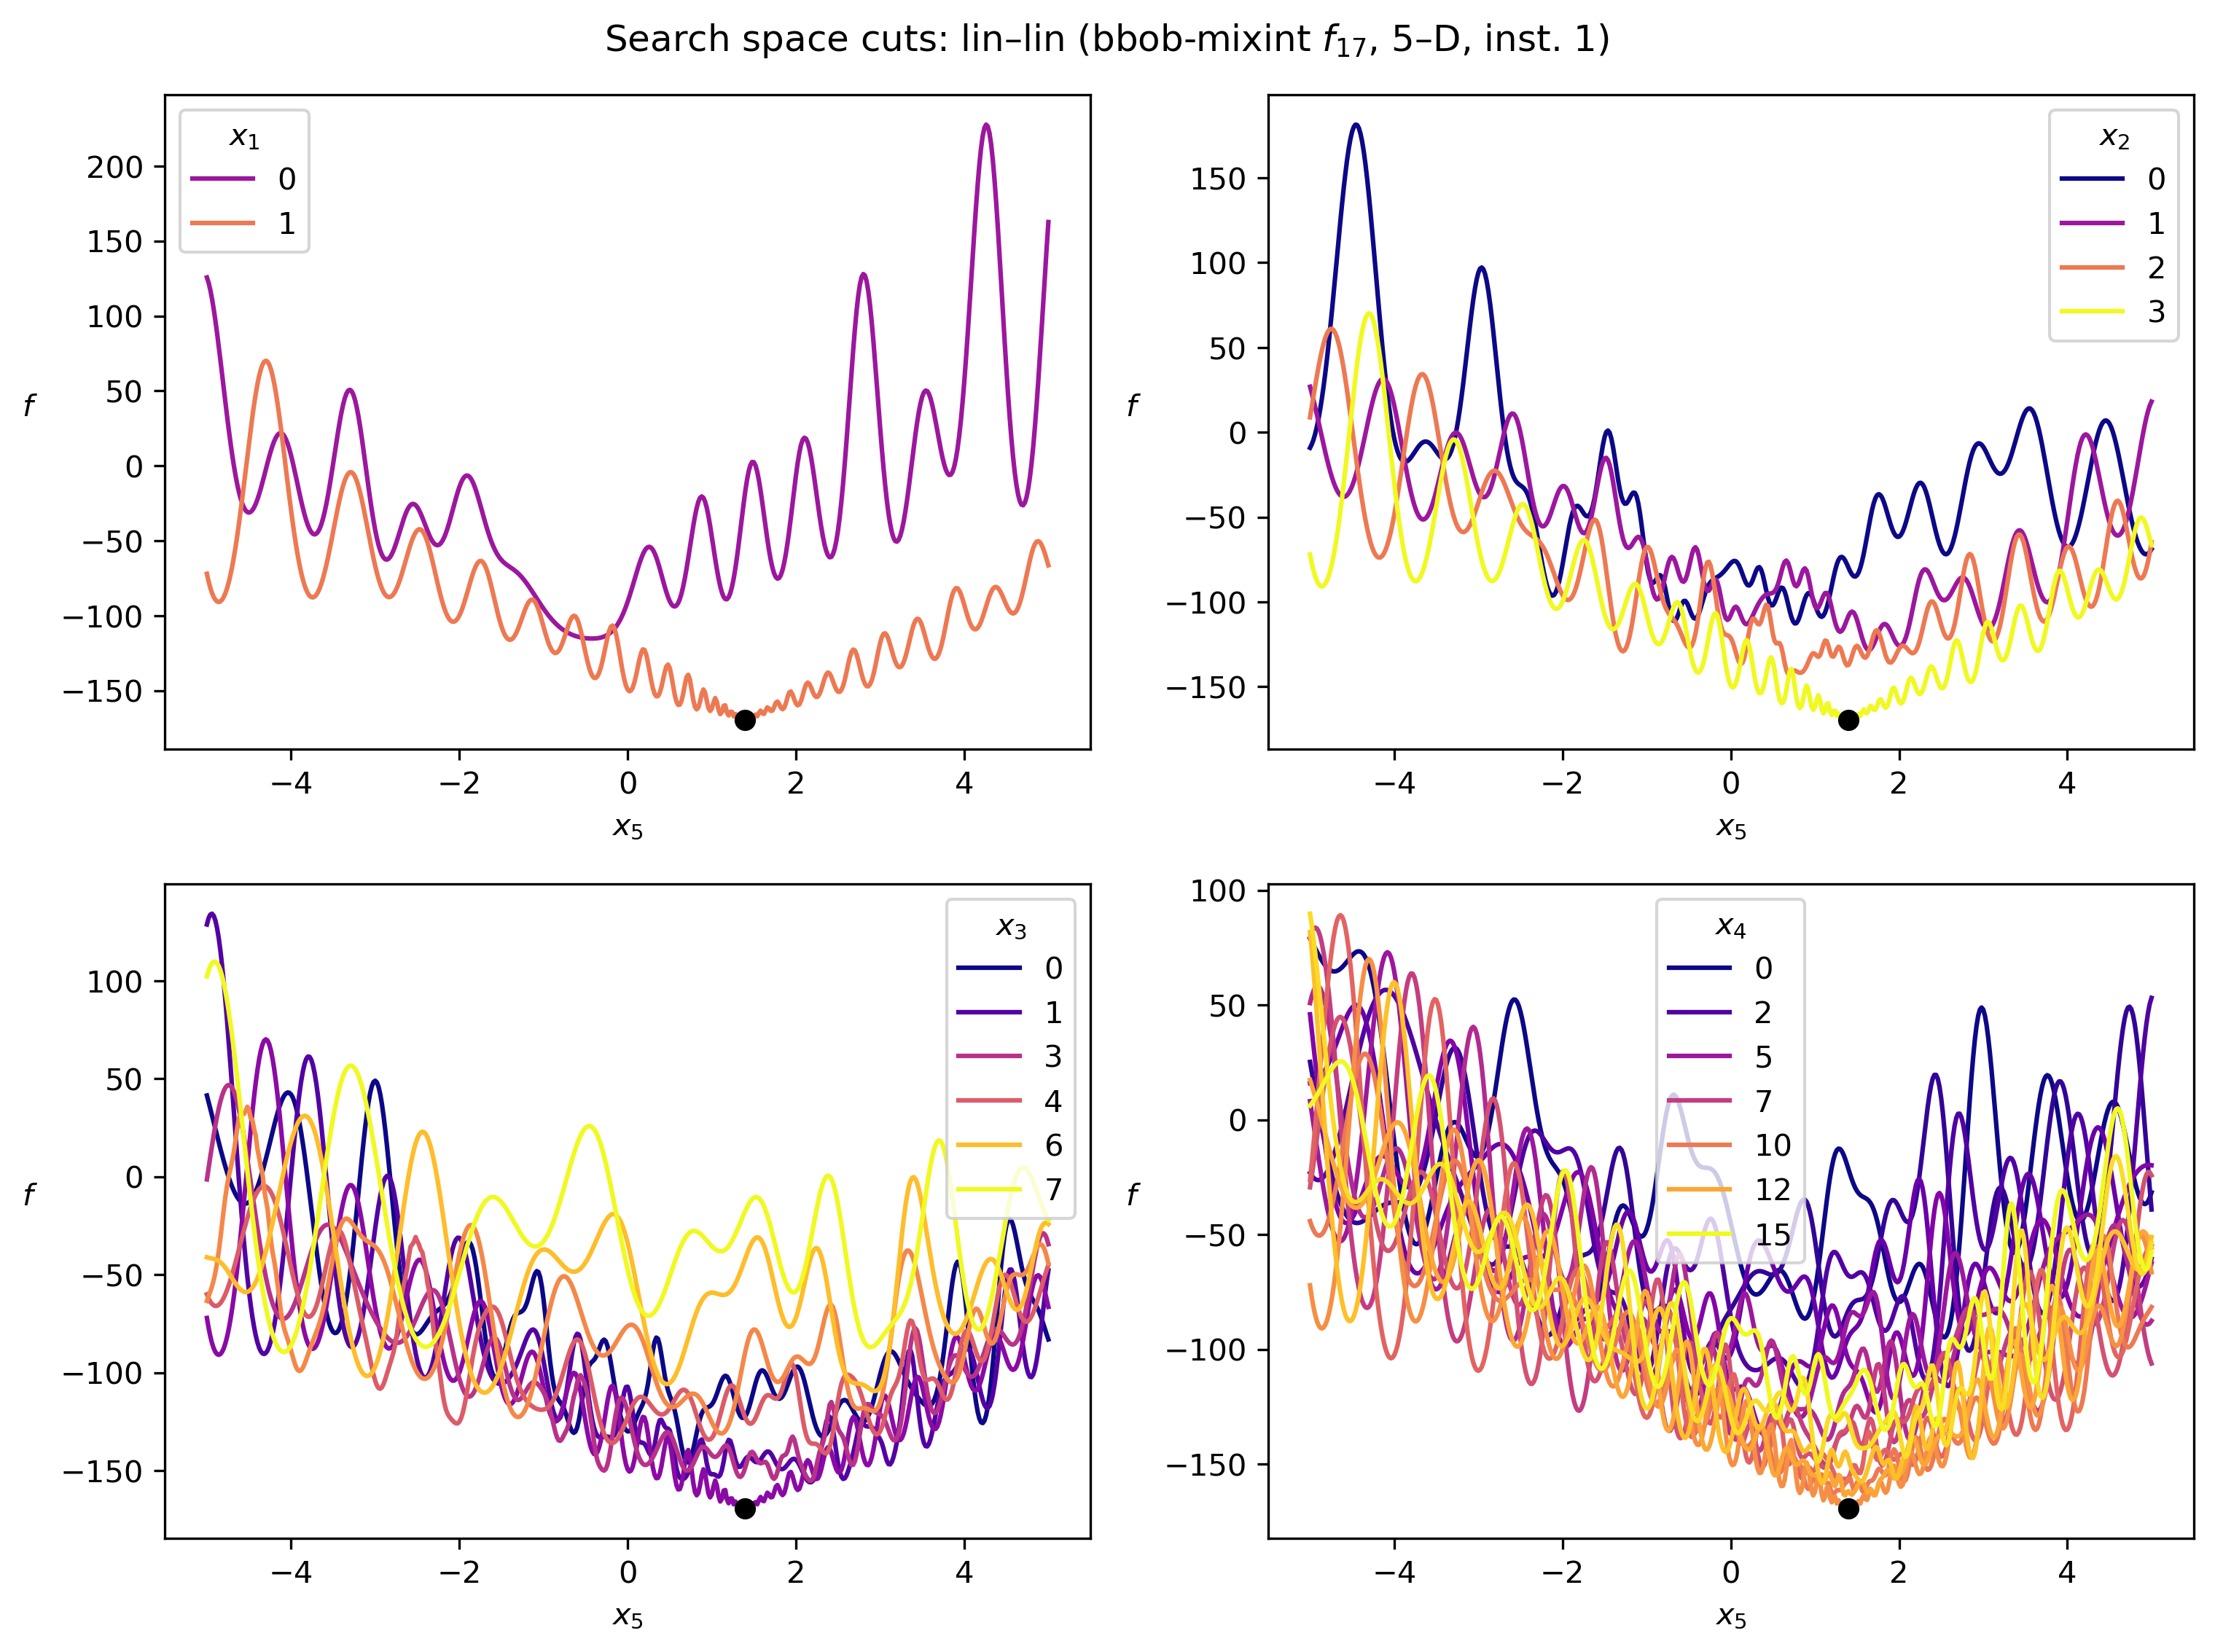 Search space cuts: lin–lin (bbob-mixint f₁₇, 5–D, inst. 1)
x₁
0
1
200
150
100
50
0
−50
−100
−150
f
−4 −2 0 2 4
x₅
x₂
0
1
2
3
150
100
50
0
−50
−100
−150
f
−4 −2 0 2 4
x₅
x₃
0
1
3
4
6
7
100
50
0
−50
−100
−150
f
−4 −2 0 2 4
x₅
x₄
0
2
5
7
10
12
15
100
50
0
−50
−100
−150
f
−4 −2 0 2 4
x₅